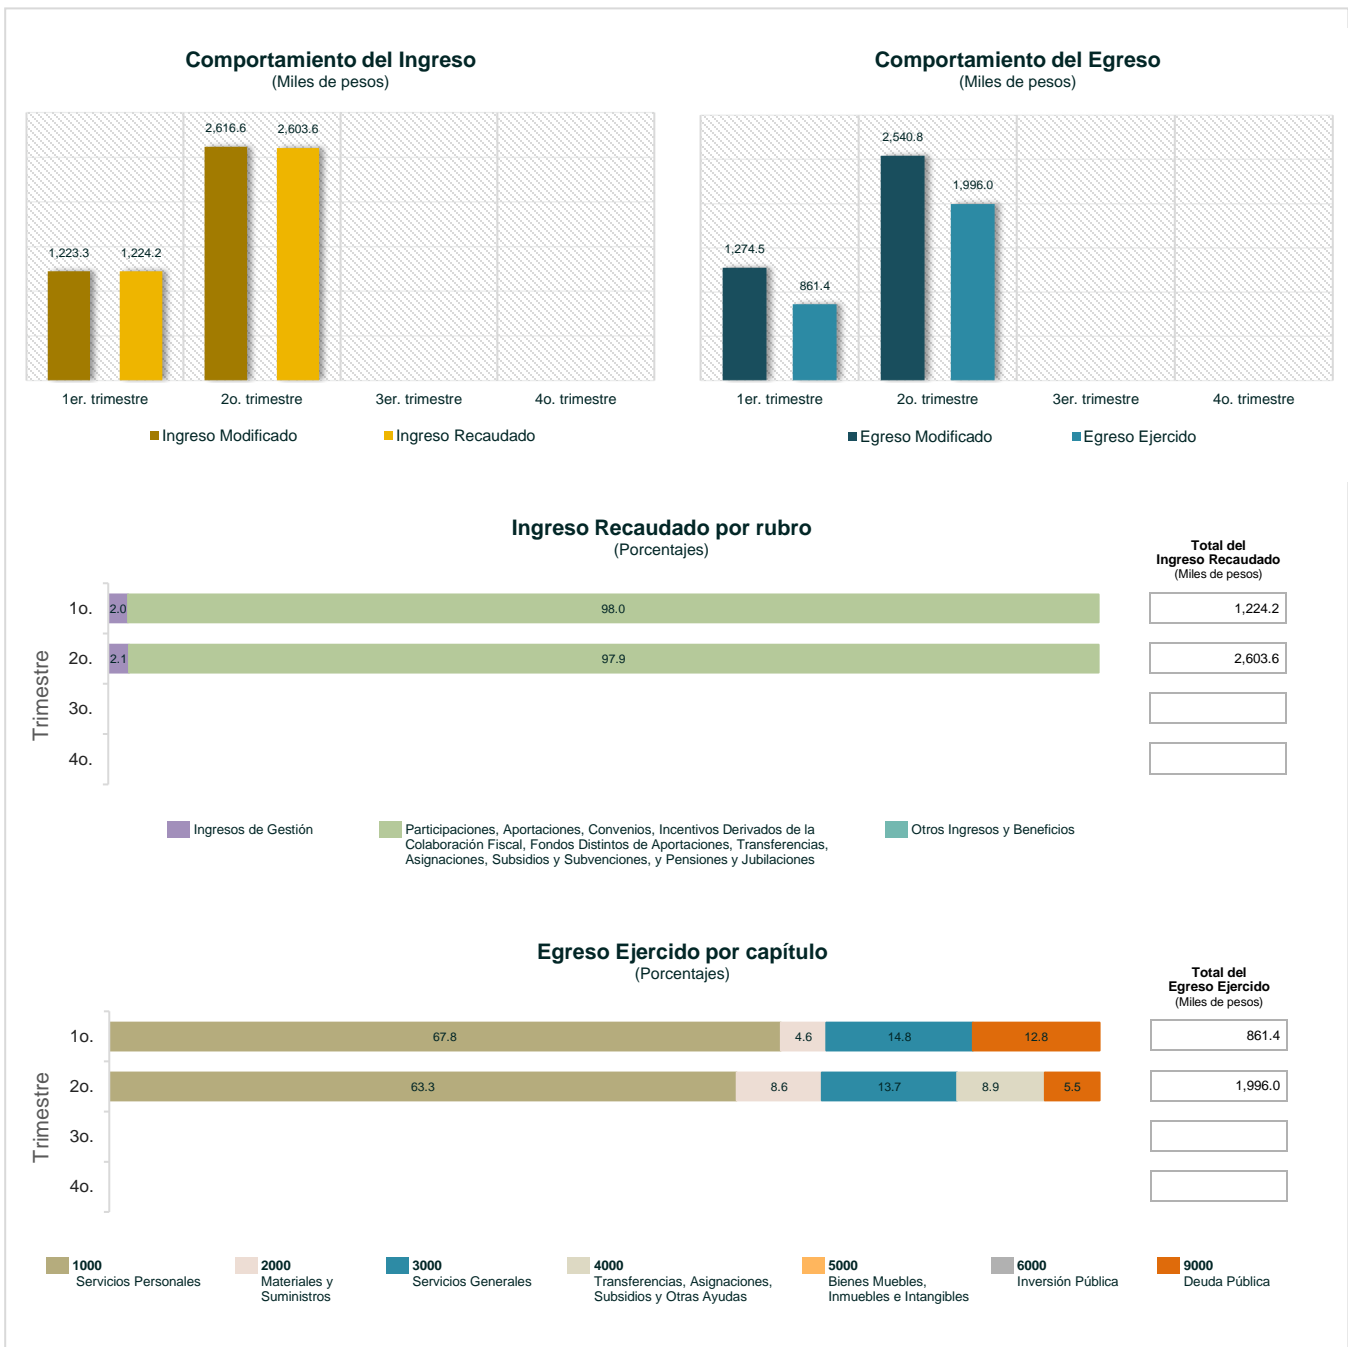 Comportamiento del Ingreso
(Miles de pesos)
2,616.6
2,603.6
1,223.3
1,224.2
1er. trimestre
2o. trimestre
3er. trimestre
4o. trimestre
Ingreso Modificado
Ingreso Recaudado
Comportamiento del Egreso
(Miles de pesos)
2,540.8
1,996.0
1,274.5
861.4
1er. trimestre
2o. trimestre
3er. trimestre
4o. trimestre
Egreso Modificado
Egreso Ejercido
Ingreso Recaudado por rubro
(Porcentajes)
Total del
Ingreso Recaudado
(Miles de pesos)
Trimestre
1o.
2.0
98.0
1,224.2
2o.
2.1
97.9
2,603.6
3o.
4o.
Ingresos de Gestión
Participaciones, Aportaciones, Convenios, Incentivos Derivados de la
Colaboración Fiscal, Fondos Distintos de Aportaciones, Transferencias,
Asignaciones, Subsidios y Subvenciones, y Pensiones y Jubilaciones
Otros Ingresos y Beneficios
Egreso Ejercido por capítulo
(Porcentajes)
Total del
Egreso Ejercido
(Miles de pesos)
Trimestre
1o.
67.8
4.6
14.8
12.8
861.4
2o.
63.3
8.6
13.7
8.9
5.5
1,996.0
3o.
4o.
1000
Servicios Personales
2000
Materiales y
Suministros
3000
Servicios Generales
4000
Transferencias, Asignaciones,
Subsidios y Otras Ayudas
5000
Bienes Muebles,
Inmuebles e Intangibles
6000
Inversión Pública
9000
Deuda Pública